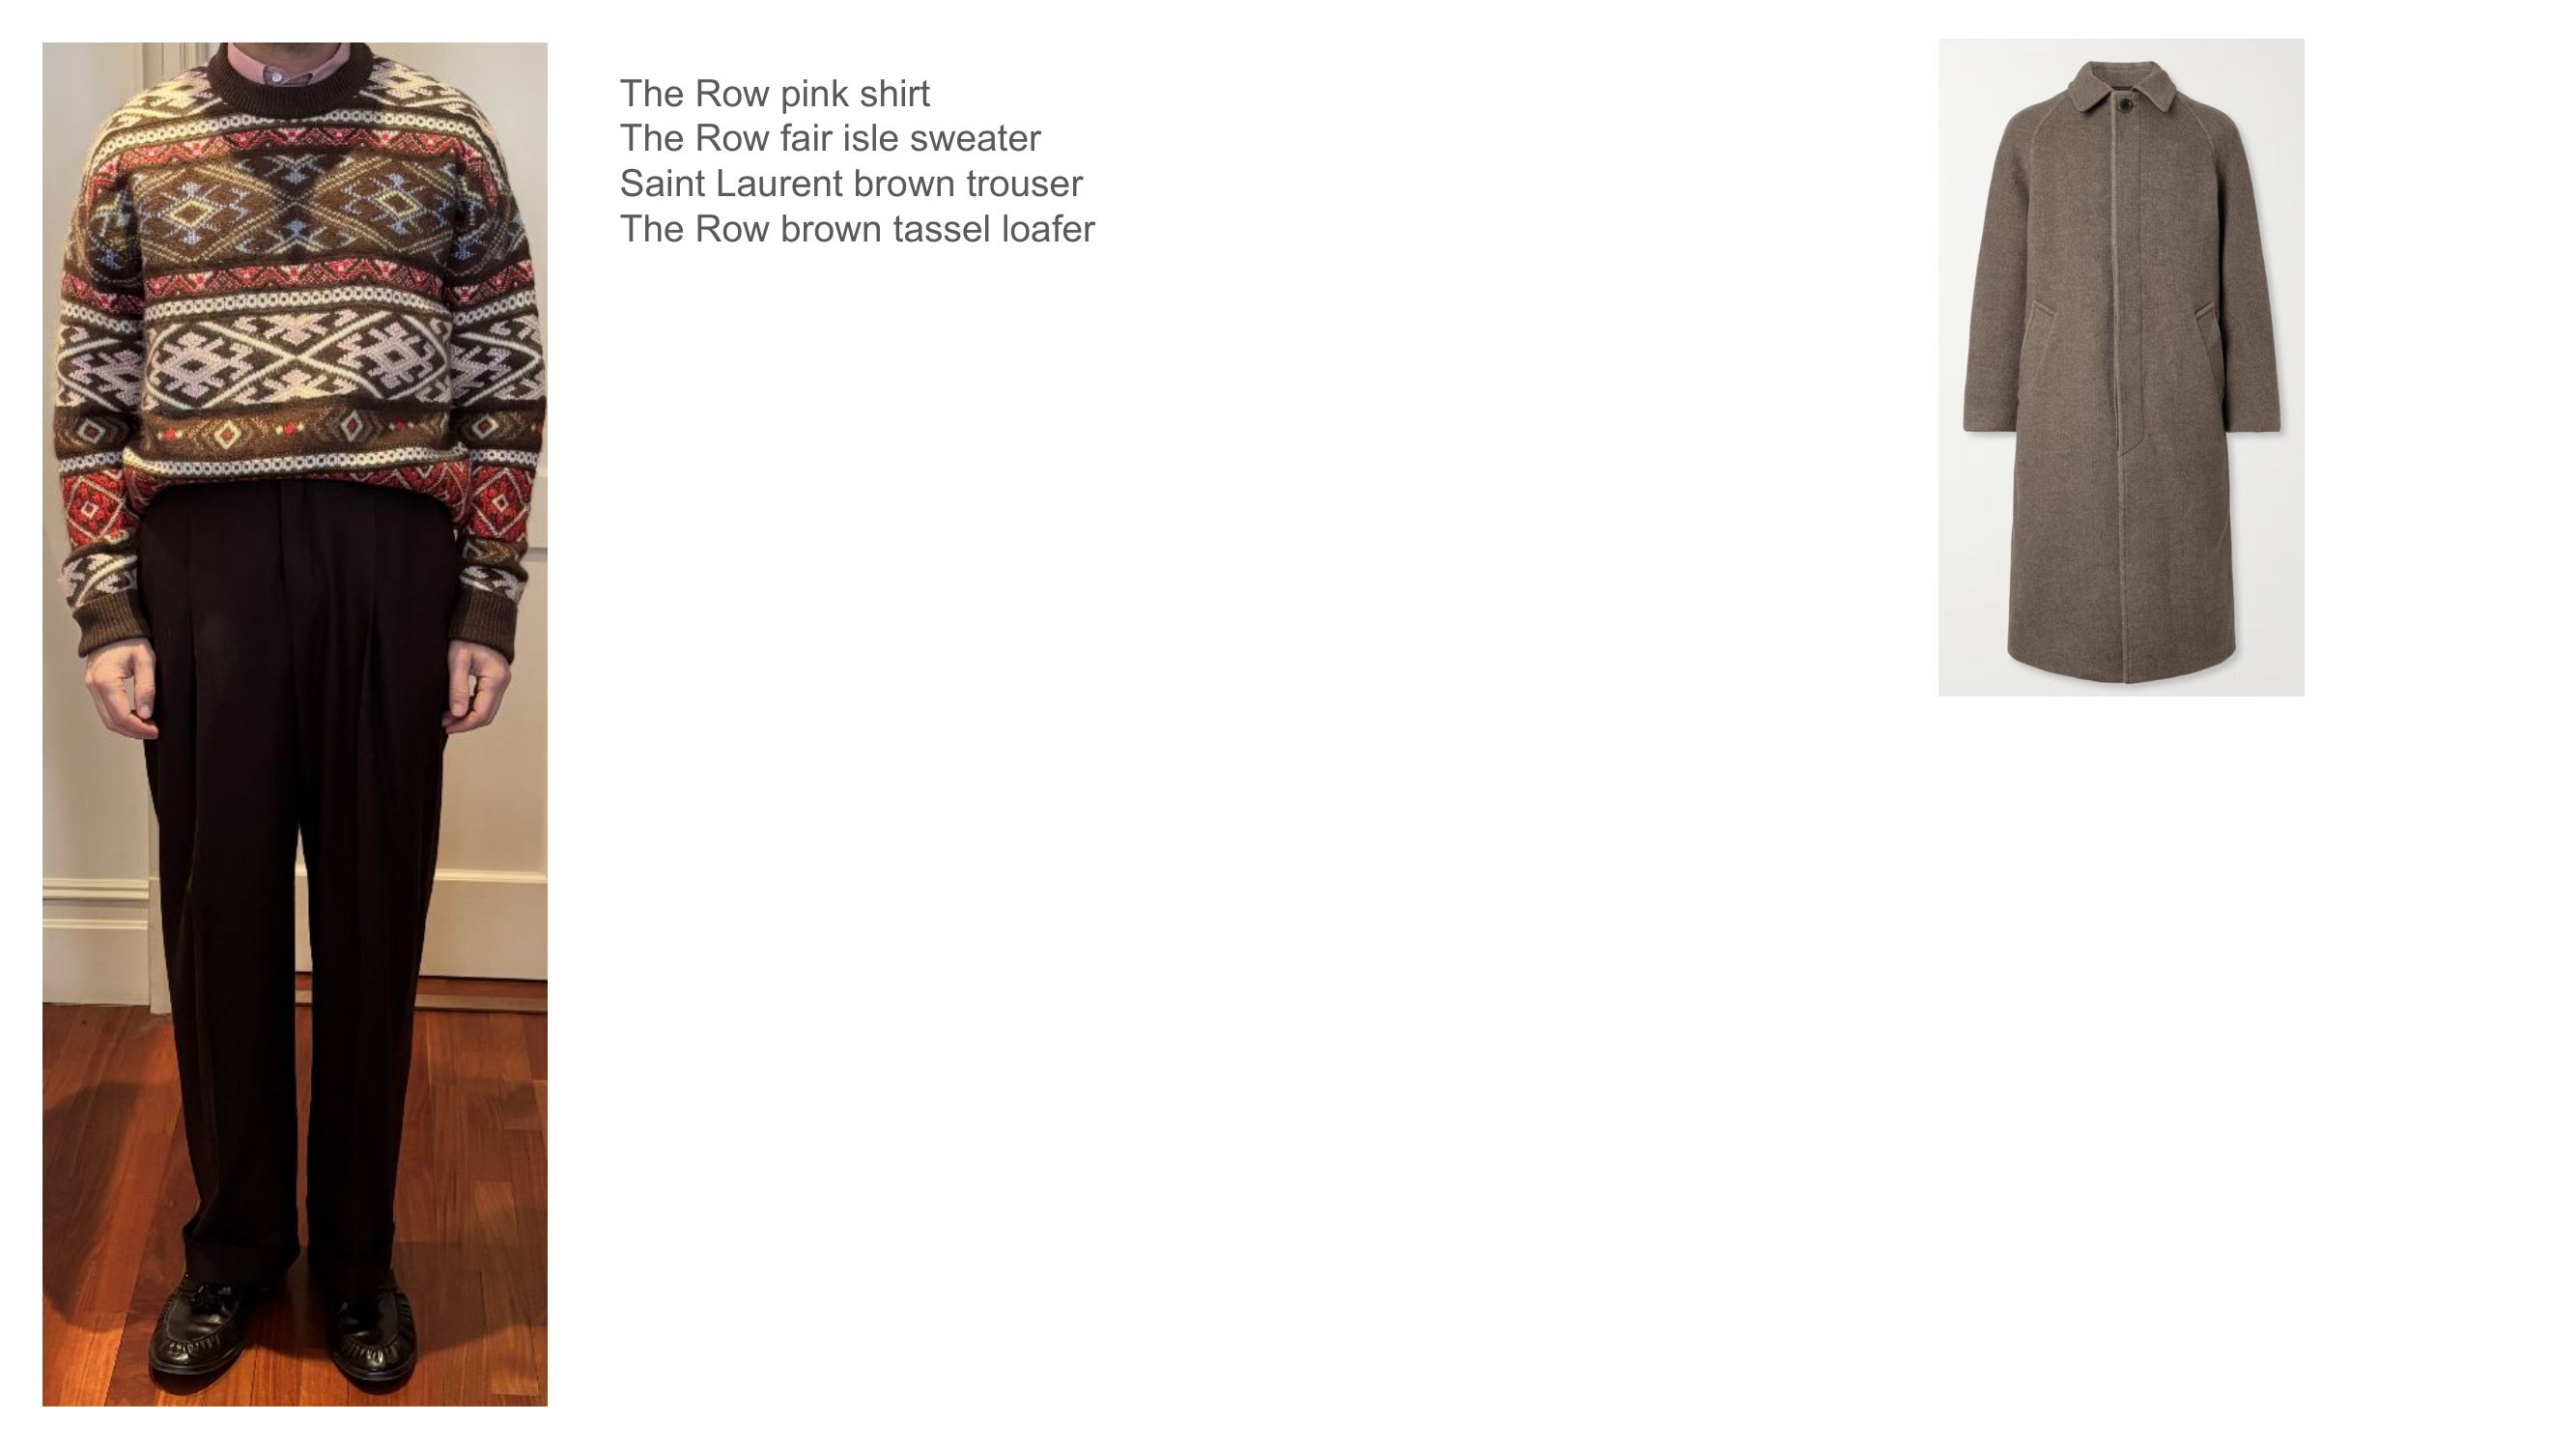 The Row pink shirt
The Row fair isle sweater
Saint Laurent brown trouser
The Row brown tassel loafer